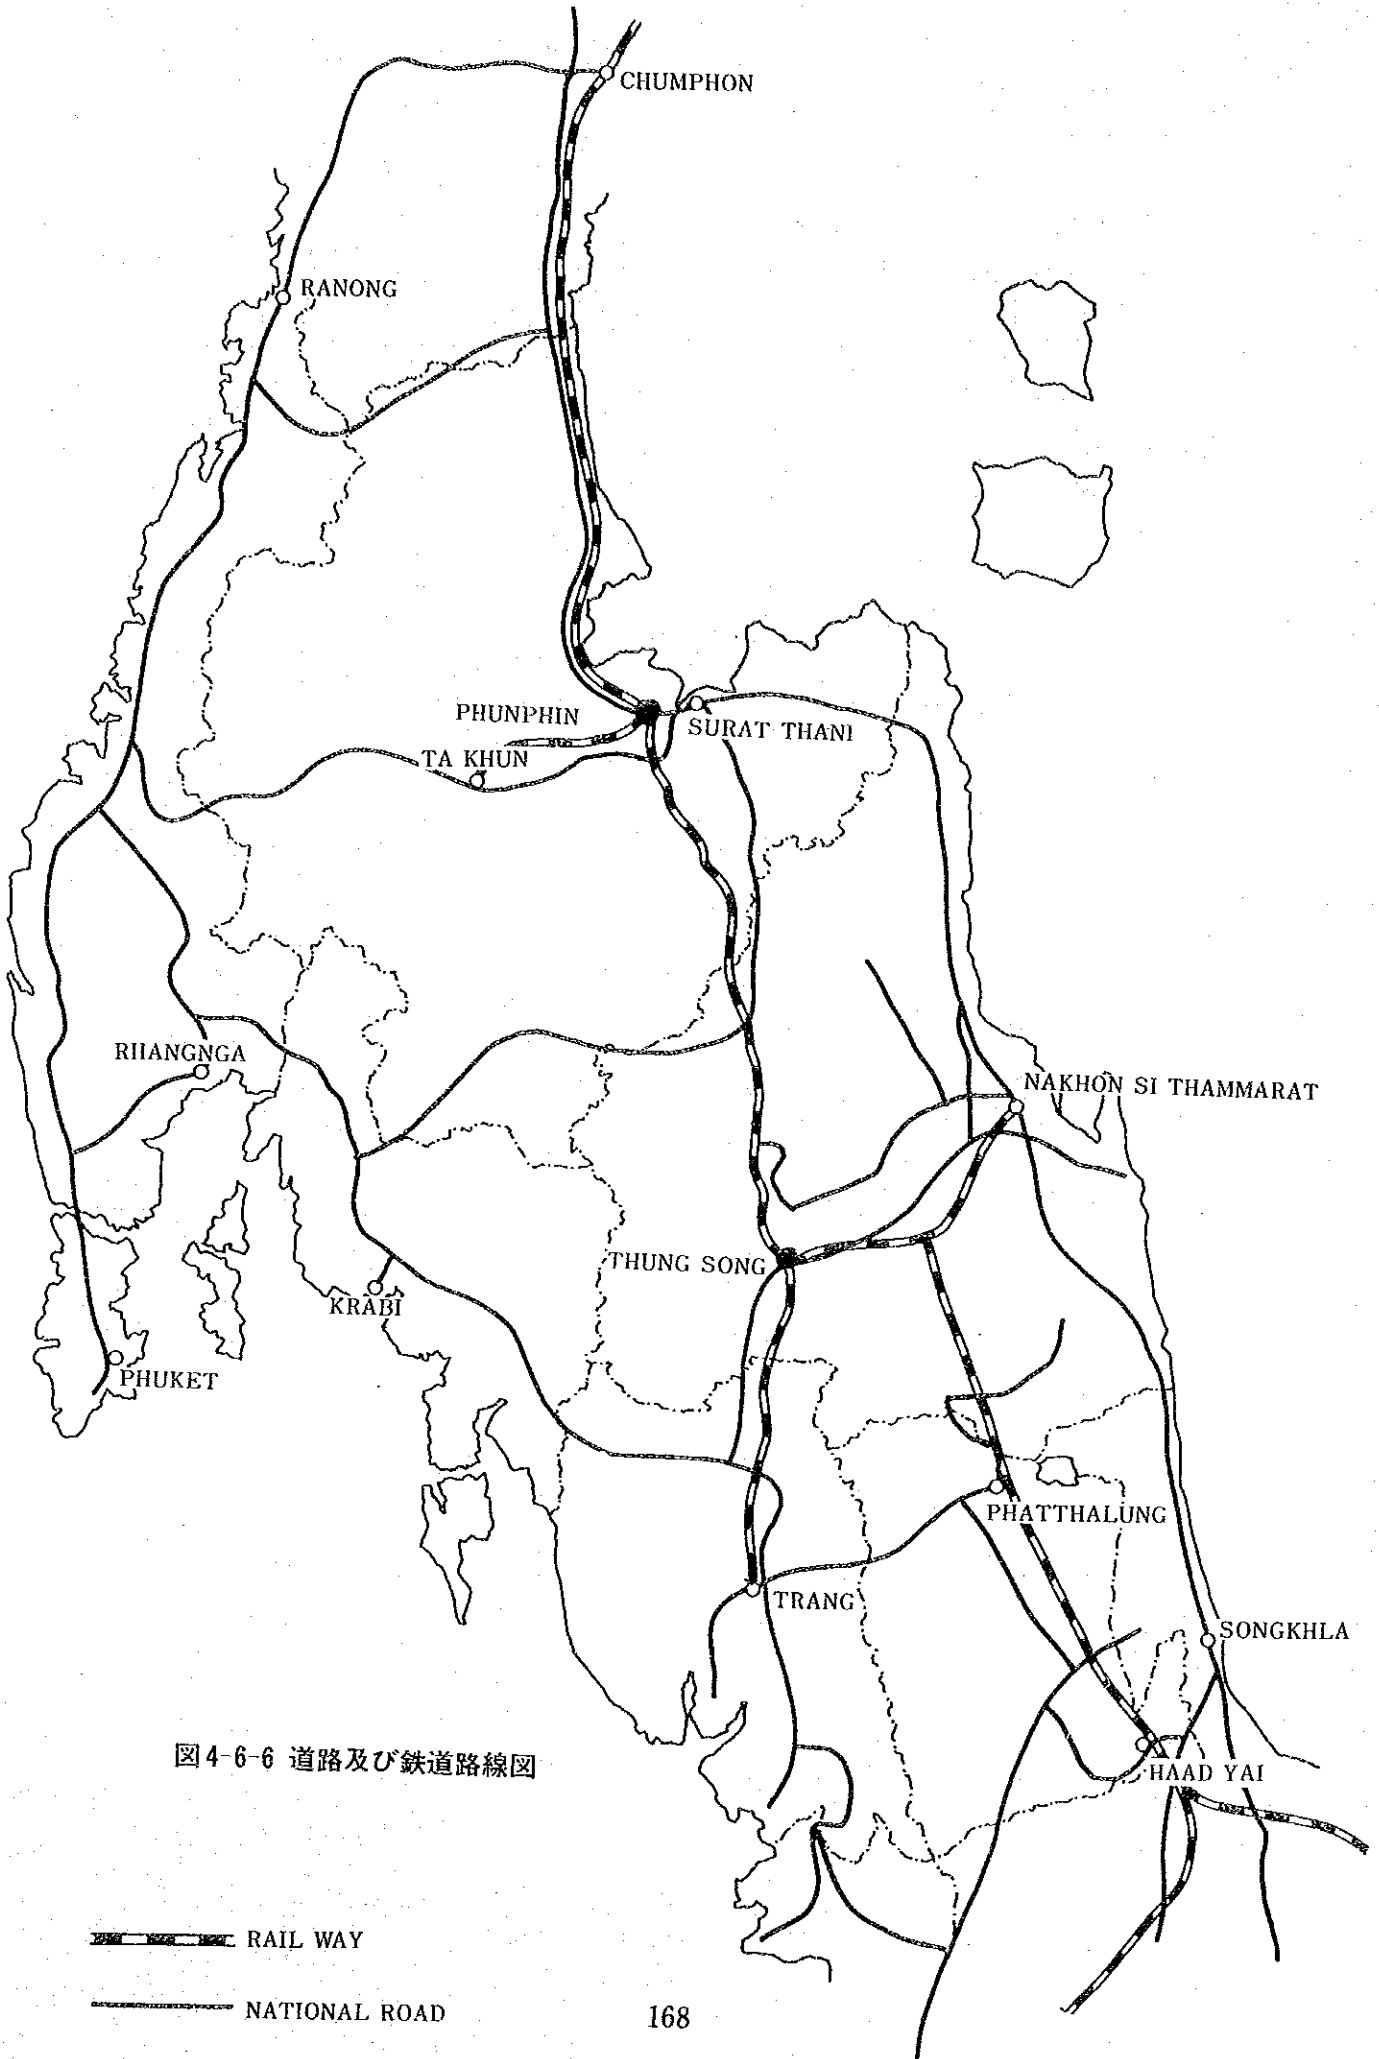 CHUMPHON
RANONG
PHUNPHIN
SURAT THANI
TA KHUN
RIIANGNGA
NAKHON SI THAMMARAT
THUNG SONG
KRABI
PHUKET
PHATTHALUNG
TRANG
SONGKHLA
HAAD YAI
図4-6-6 道路及び鉄道路線図
RAIL WAY
NATIONAL ROAD
168